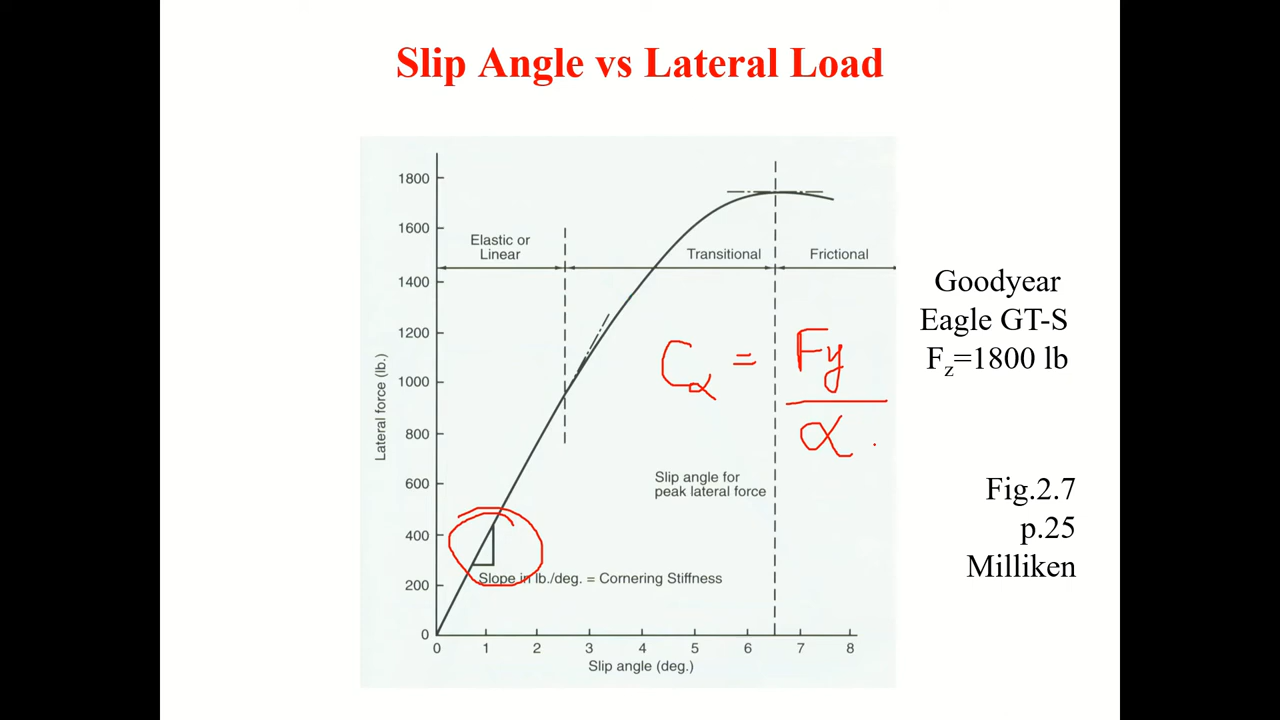 Slip Angle vs Lateral Load
1800
1600
1400
1200
1000
800
600
400
200
0
Lateral force (lb.)
Elastic or
Linear
Transitional
Frictional
Cα = Fy
α
Slip angle for
peak lateral force
Slope in lb./deg. = Cornering Stiffness
0 1 2 3 4 5 6 7 8
Slip angle (deg.)
Goodyear
Eagle GT-S
Fz=1800 lb
Fig.2.7
p.25
Milliken